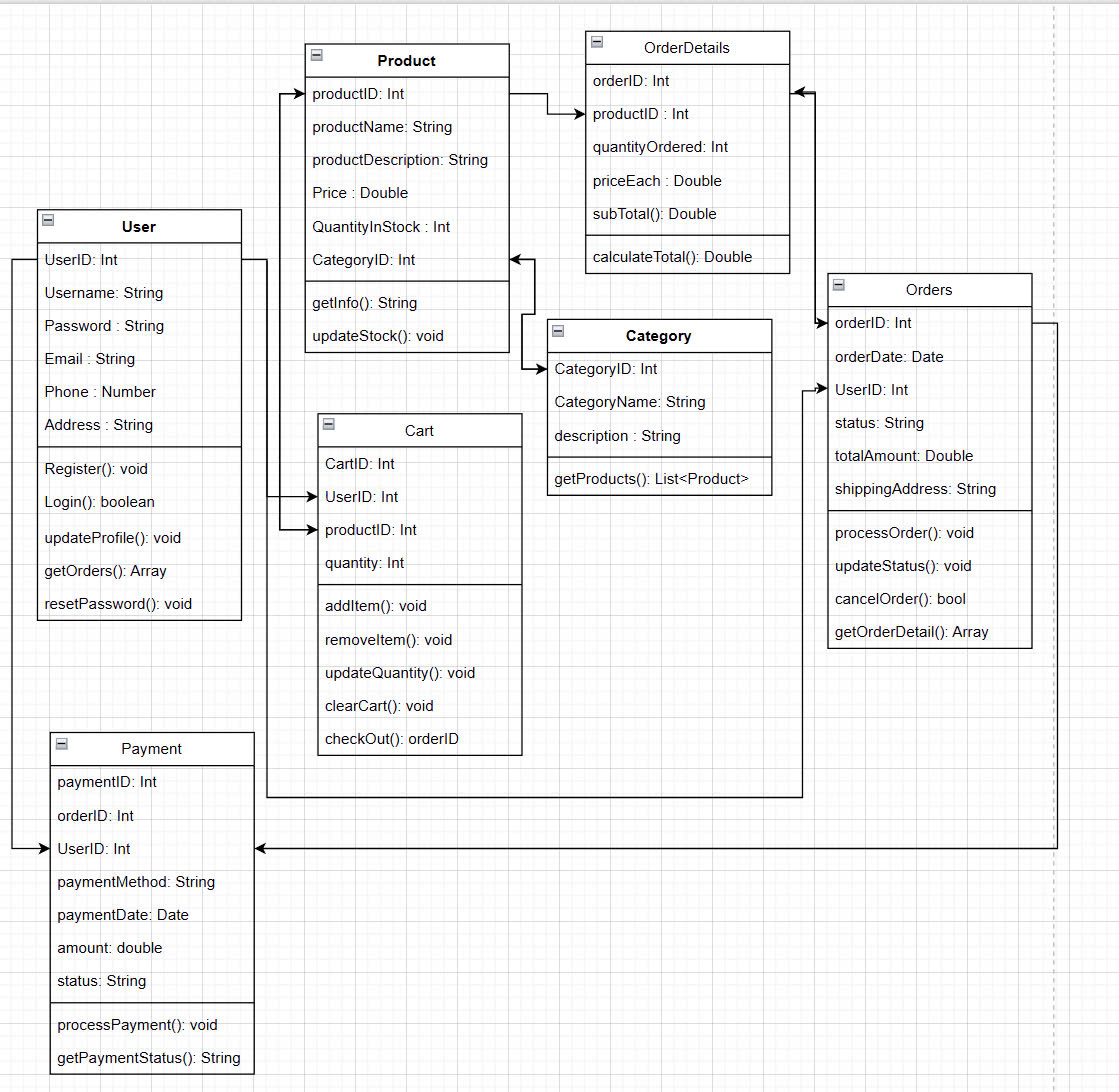 Product
productID: Int
productName: String
productDescription: String
Price : Double
QuantityInStock : Int
CategoryID: Int
getInfo(): String
updateStock(): void
OrderDetails
orderID: Int
productID : Int
quantityOrdered: Int
priceEach : Double
subTotal(): Double
calculateTotal(): Double
User
UserID: Int
Username: String
Password : String
Email : String
Phone : Number
Address : String
Register(): void
Login(): boolean
updateProfile(): void
getOrders(): Array
resetPassword(): void
Category
CategoryID: Int
CategoryName: String
description : String
getProducts(): List<Product>
Orders
orderID: Int
orderDate: Date
UserID: Int
status: String
totalAmount: Double
shippingAddress: String
processOrder(): void
updateStatus(): void
cancelOrder(): bool
getOrderDetail(): Array
Cart
CartID: Int
UserID: Int
productID: Int
quantity: Int
addItem(): void
removeItem(): void
updateQuantity(): void
clearCart(): void
checkOut(): orderID
Payment
paymentID: Int
orderID: Int
UserID: Int
paymentMethod: String
paymentDate: Date
amount: double
status: String
processPayment(): void
getPaymentStatus(): String